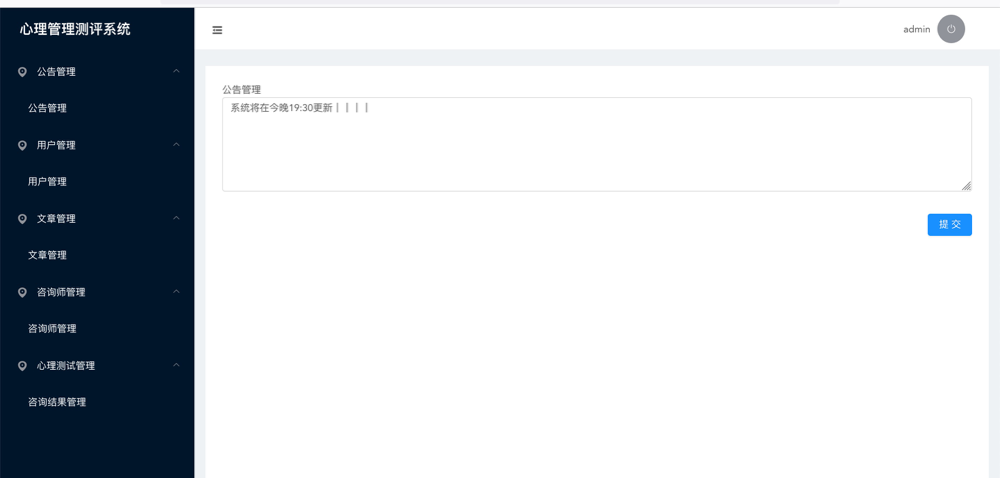 心理管理测评系统
admin
公告管理
公告管理
用户管理
用户管理
文章管理
文章管理
咨询师管理
咨询师管理
心理测试管理
咨询结果管理
公告管理
系统将在今晚19:30更新｜｜｜｜
提 交